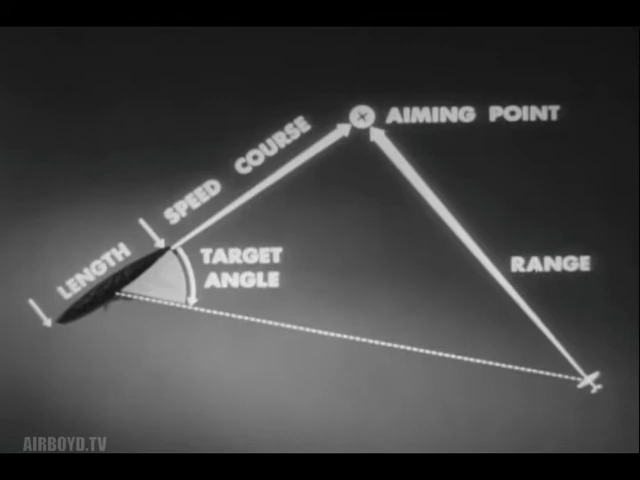 AIMING POINT
SPEED COURSE
LENGTH
TARGET
ANGLE
RANGE
AIRBOYD.TV